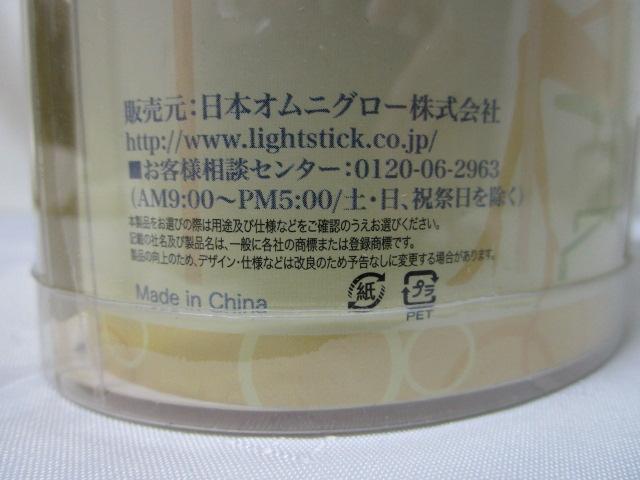 販売元：日本オムニグロー株式会社
http://www.lightstick.co.jp/
■お客様相談センター：0120-06-2963
（AM9:00〜PM5:00/土・日、祝祭日を除く）
本製品をお選びの際は用途及び仕様などをご確認のうえお選びください。
記載の社名及び製品名は、一般に各社の商標または登録商標です。
製品の向上のため、デザイン・仕様などは改良のため予告なしに変更する場合があります。
Made in China 紙 プラ
PET